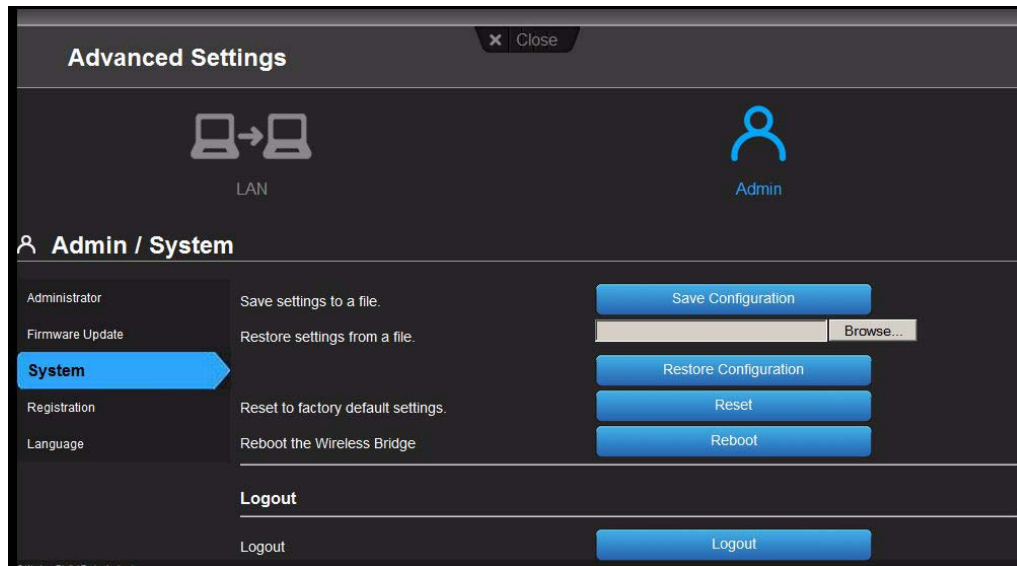 Close
Advanced Settings
LAN
Admin
Admin / System
Administrator
Save settings to a file.
Save Configuration
Firmware Update
Restore settings from a file.
Browse...
System
Restore Configuration
Registration
Reset to factory default settings.
Reset
Language
Reboot the Wireless Bridge
Reboot
Logout
Logout
Logout